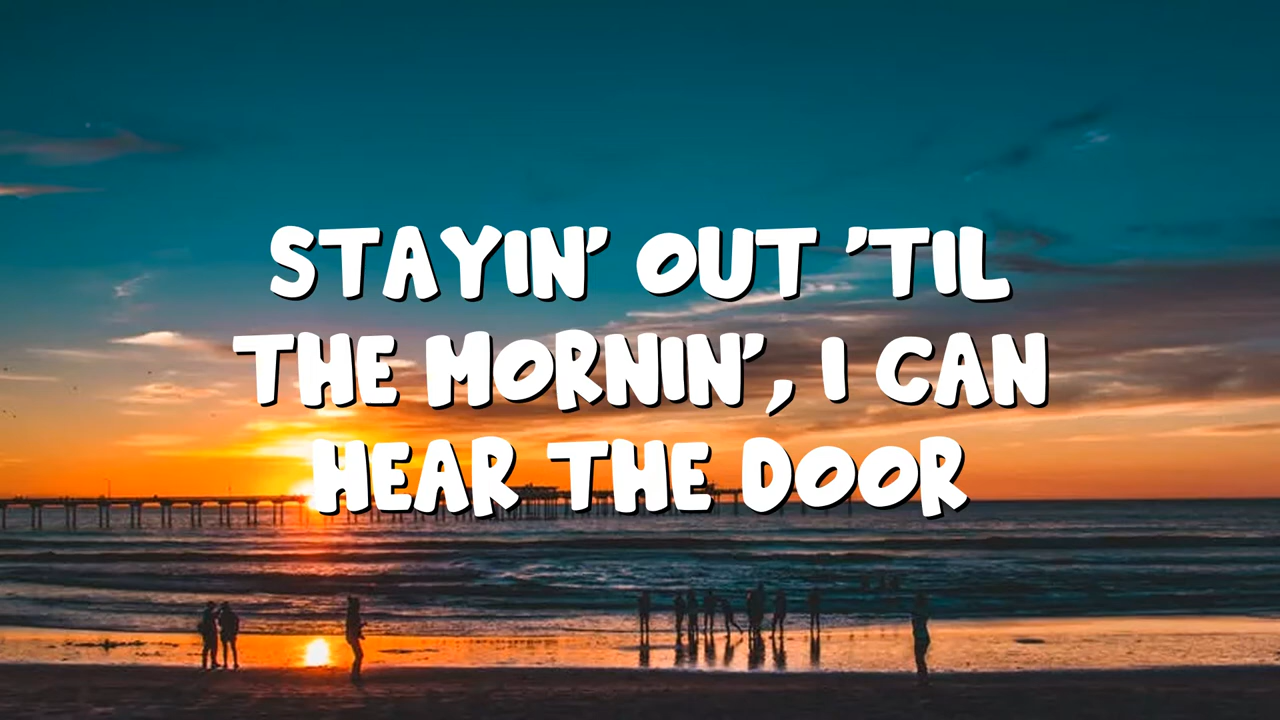 STAYIN' OUT 'TIL
THE MORNIN', I CAN
HEAR THE DOOR